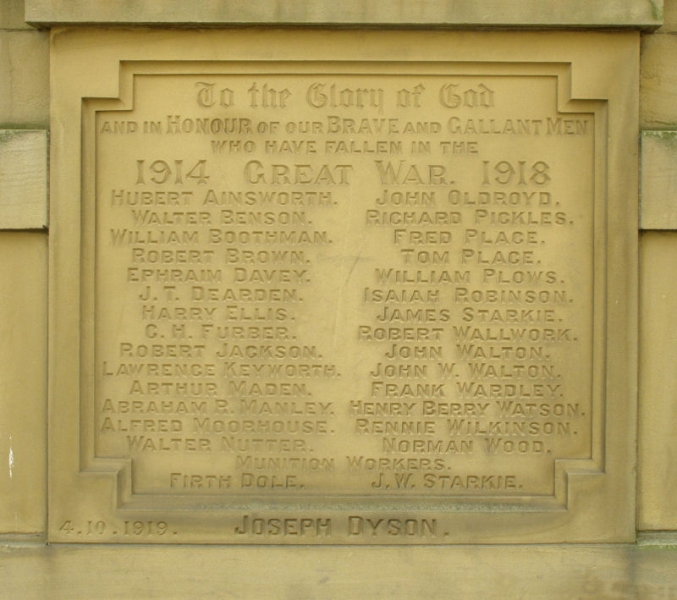 To the Glory of God
AND IN HONOUR OF OUR BRAVE AND GALLANT MEN
WHO HAVE FALLEN IN THE
1914 GREAT WAR. 1918
HUBERT AINSWORTH. JOHN OLDROYD.
WALTER BENSON. RICHARD PICKLES.
WILLIAM BOOTHMAN. FRED PLACE.
ROBERT BROWN. TOM PLACE.
EPHRAIM DAVEY. WILLIAM PLOWS.
J.T. DEARDEN. ISAIAH ROBINSON.
HARRY ELLIS. JAMES STARKIE.
C.H. FURBER. ROBERT WALLWORK.
ROBERT JACKSON. JOHN WALTON.
LAWRENCE KEYWORTH. JOHN W. WALTON.
ARTHUR MADEN. FRANK WARDLEY.
ABRAHAM R. MANLEY. HENRY BERRY WATSON.
ALFRED MOORHOUSE. RENNIE WILKINSON.
WALTER NUTTER. NORMAN WOOD.
MUNITION WORKERS.
FIRTH DOLE. J.W. STARKIE.
4.10.1919. JOSEPH DYSON.